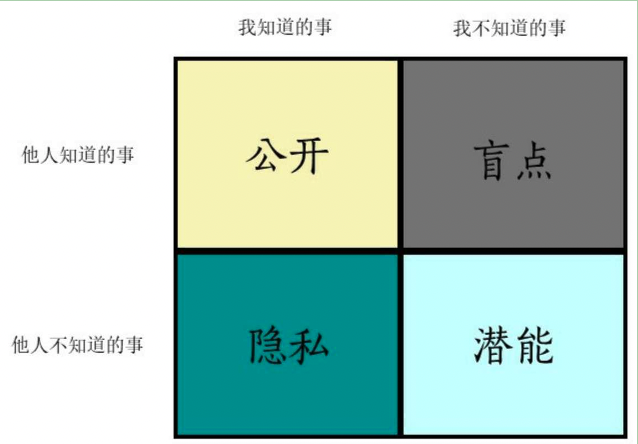 我知道的事
我不知道的事
他人知道的事
公开
盲点
他人不知道的事
隐私
潜能